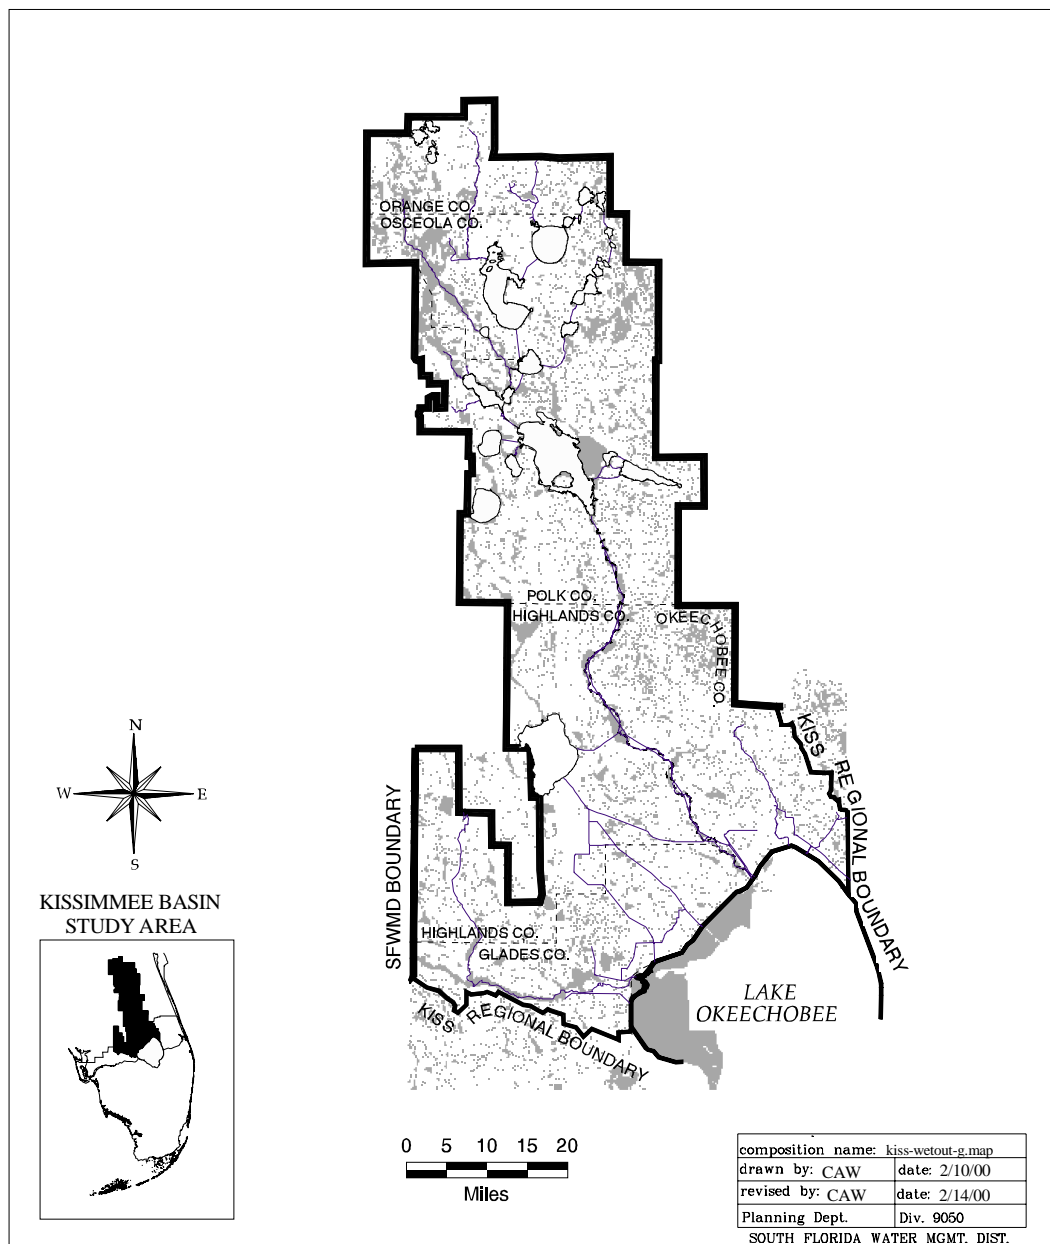 ORANGE CO.
OSCEOLA CO.
POLK CO.
HIGHLANDS CO.
OKEECHOBEE CO.
KISS REGIONAL BOUNDARY
N
W E
S
SFWMD BOUNDARY
KISSIMMEE BASIN
STUDY AREA
HIGHLANDS CO.
GLADES CO.
LAKE
OKEECHOBEE
KISS REGIONAL BOUNDARY
0 5 10 15 20
Miles
composition name: kiss-wetout-g.map
drawn by: CAW date: 2/10/00
revised by: CAW date: 2/14/00
Planning Dept. Div. 9050
SOUTH FLORIDA WATER MGMT. DIST.